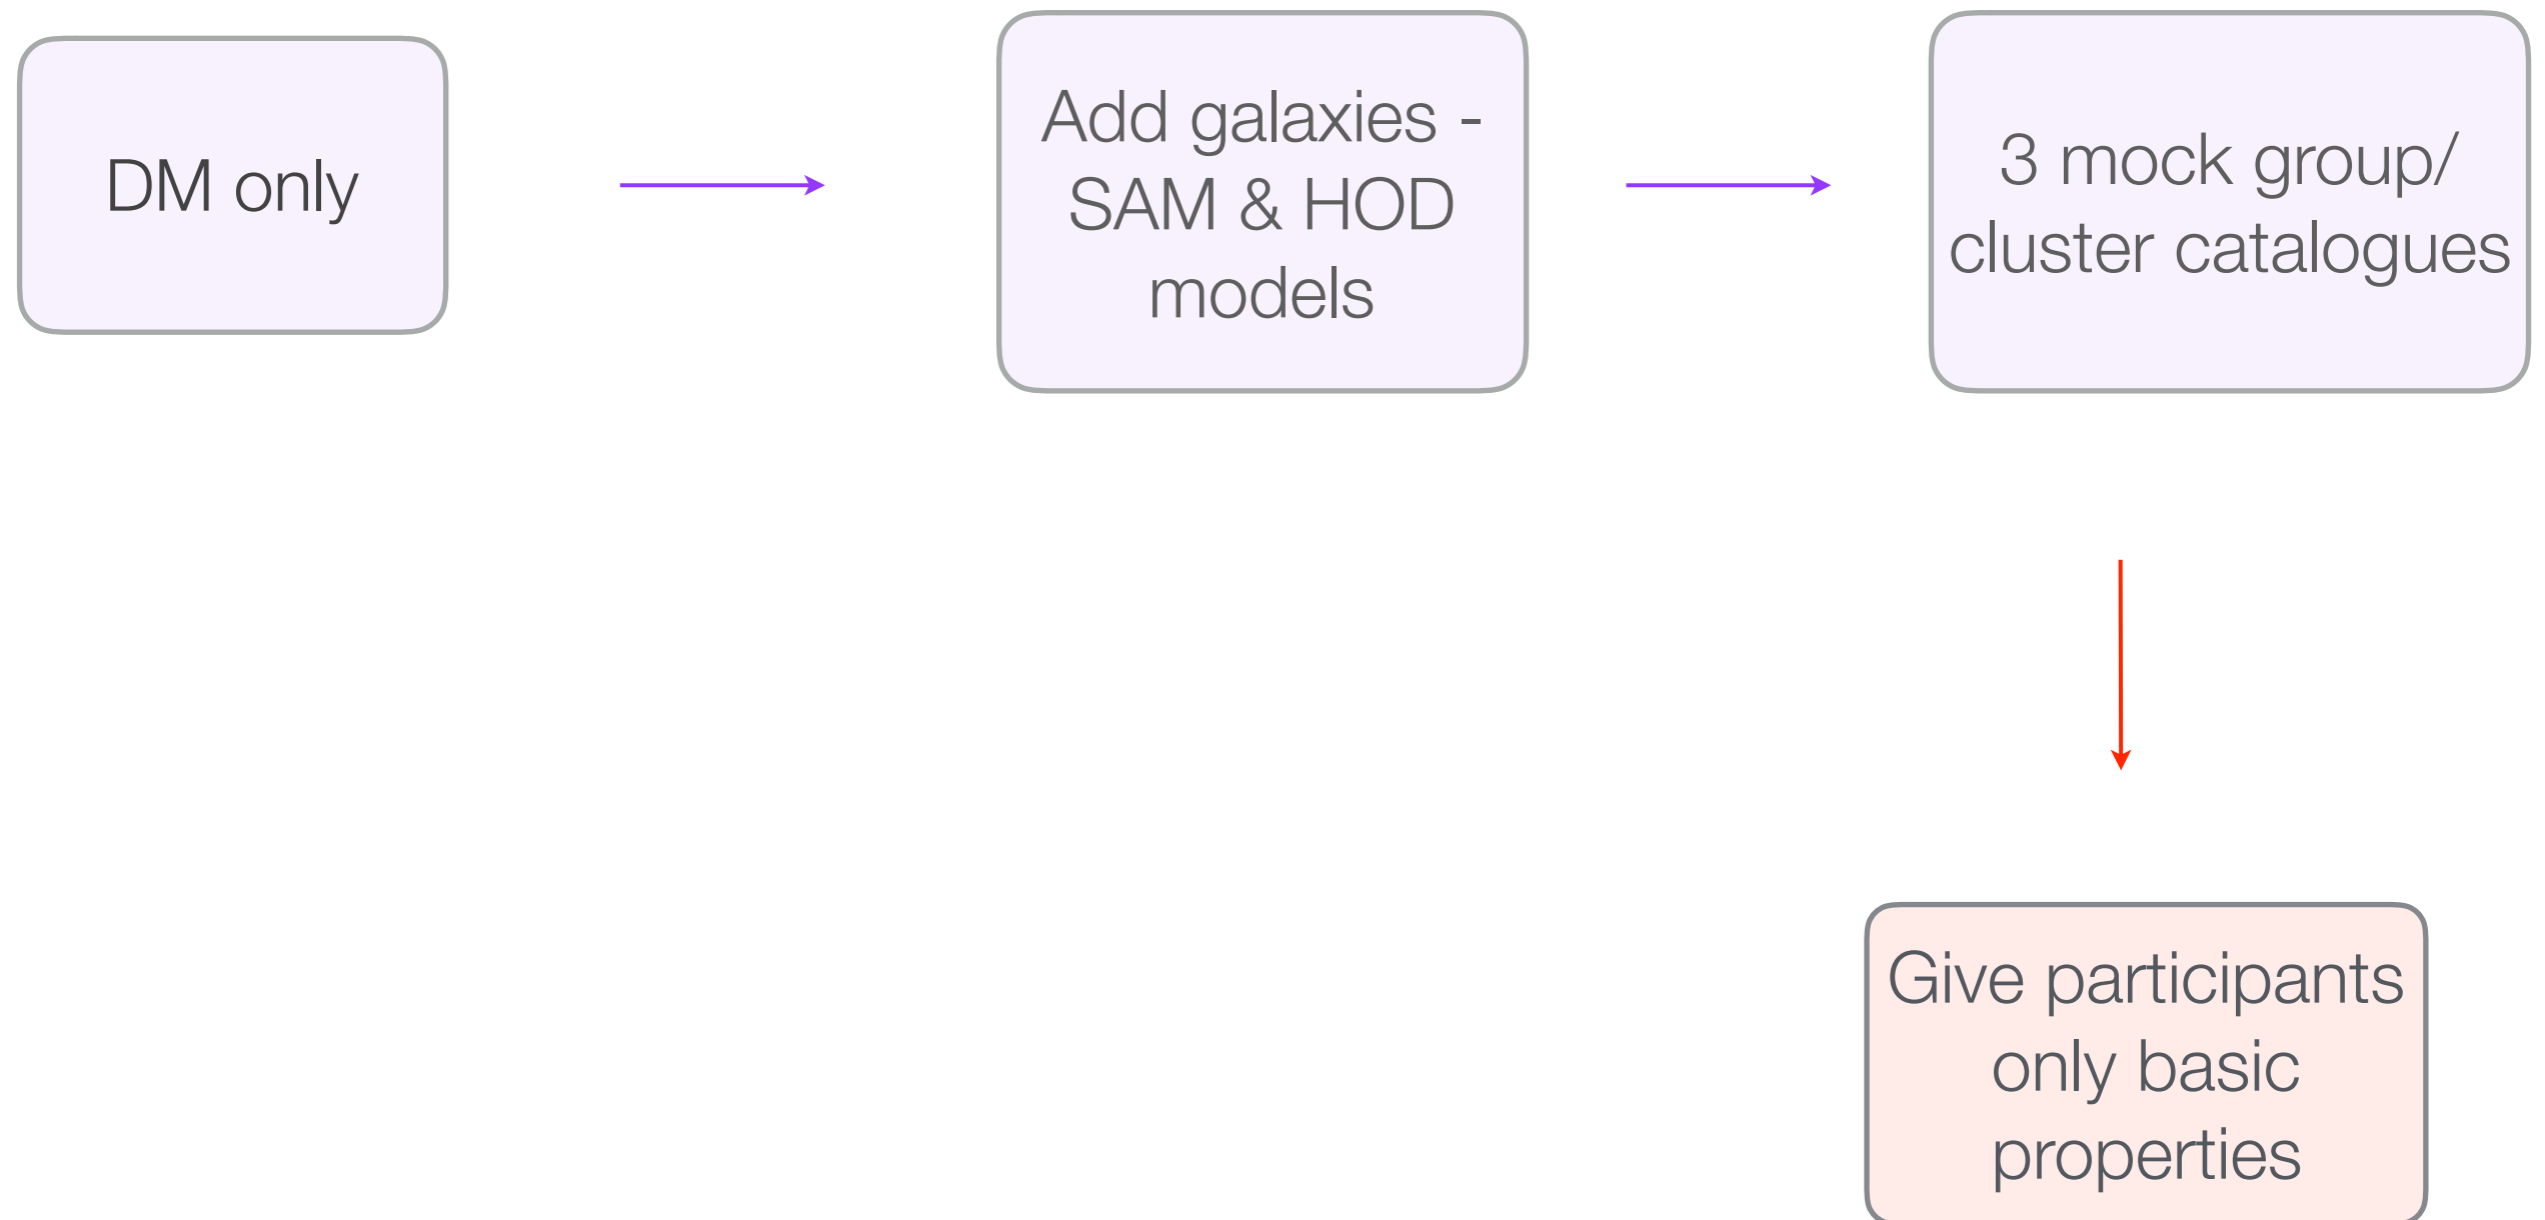 DM only
Add galaxies -
SAM & HOD
models
3 mock group/
cluster catalogues
Give participants
only basic
properties